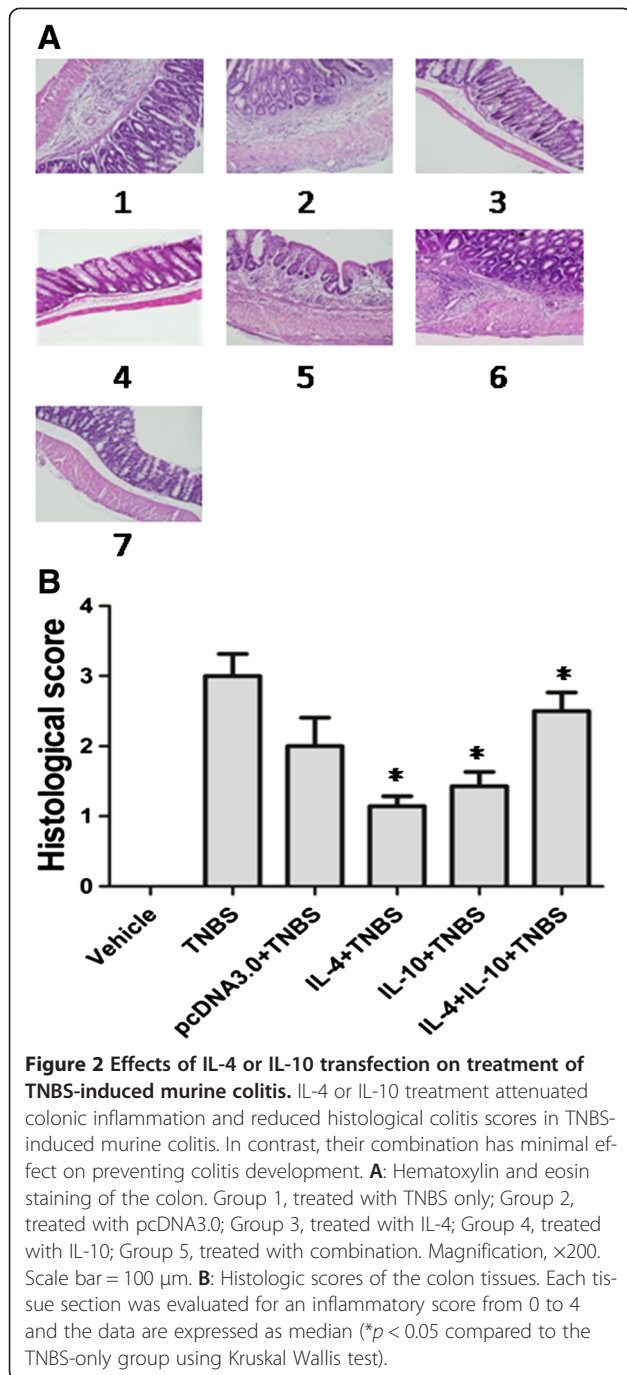 A
1 2 3
4 5 6
7
B
Histological score
4
3
2
1
0
* * *
Vehicle
TNBS
pcDNA3.0+TNBS
IL-4+TNBS
IL-10+TNBS
IL-4+IL-10+TNBS
Figure 2 Effects of IL-4 or IL-10 transfection on treatment of
TNBS-induced murine colitis. IL-4 or IL-10 treatment attenuated
colonic inflammation and reduced histological colitis scores in TNBS-
induced murine colitis. In contrast, their combination has minimal ef-
fect on preventing colitis development. A: Hematoxylin and eosin
staining of the colon. Group 1, treated with TNBS only; Group 2,
treated with pcDNA3.0; Group 3, treated with IL-4; Group 4, treated
with IL-10; Group 5, treated with combination. Magnification, ×200.
Scale bar = 100 μm. B: Histologic scores of the colon tissues. Each tis-
sue section was evaluated for an inflammatory score from 0 to 4
and the data are expressed as median (*p < 0.05 compared to the
TNBS-only group using Kruskal Wallis test).